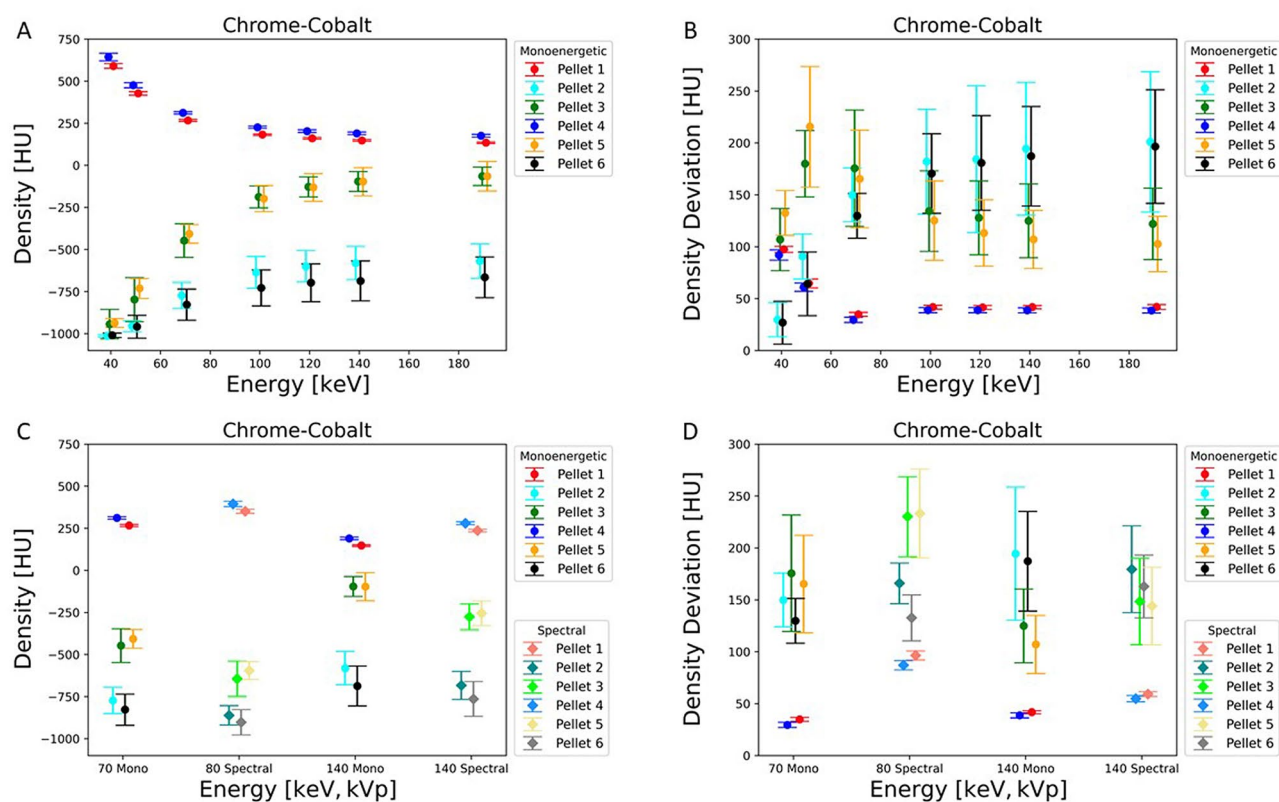 A
Chrome-Cobalt
Density [HU]
750
500
250
0
−250
−500
−750
−1000
40 60 80 100 120 140 160 180
Energy [keV]
Monoenergetic
Pellet 1
Pellet 2
Pellet 3
Pellet 4
Pellet 5
Pellet 6
B
Chrome-Cobalt
Density Deviation [HU]
300
250
200
150
100
50
0
40 60 80 100 120 140 160 180
Energy [keV]
Monoenergetic
Pellet 1
Pellet 2
Pellet 3
Pellet 4
Pellet 5
Pellet 6
C
Chrome-Cobalt
Density [HU]
750
500
250
0
−250
−500
−750
−1000
70 Mono 80 Spectral 140 Mono 140 Spectral
Energy [keV, kVp]
Monoenergetic
Pellet 1
Pellet 2
Pellet 3
Pellet 4
Pellet 5
Pellet 6
Spectral
Pellet 1
Pellet 2
Pellet 3
Pellet 4
Pellet 5
Pellet 6
D
Chrome-Cobalt
Density Deviation [HU]
300
250
200
150
100
50
0
70 Mono 80 Spectral 140 Mono 140 Spectral
Energy [keV, kVp]
Monoenergetic
Pellet 1
Pellet 2
Pellet 3
Pellet 4
Pellet 5
Pellet 6
Spectral
Pellet 1
Pellet 2
Pellet 3
Pellet 4
Pellet 5
Pellet 6